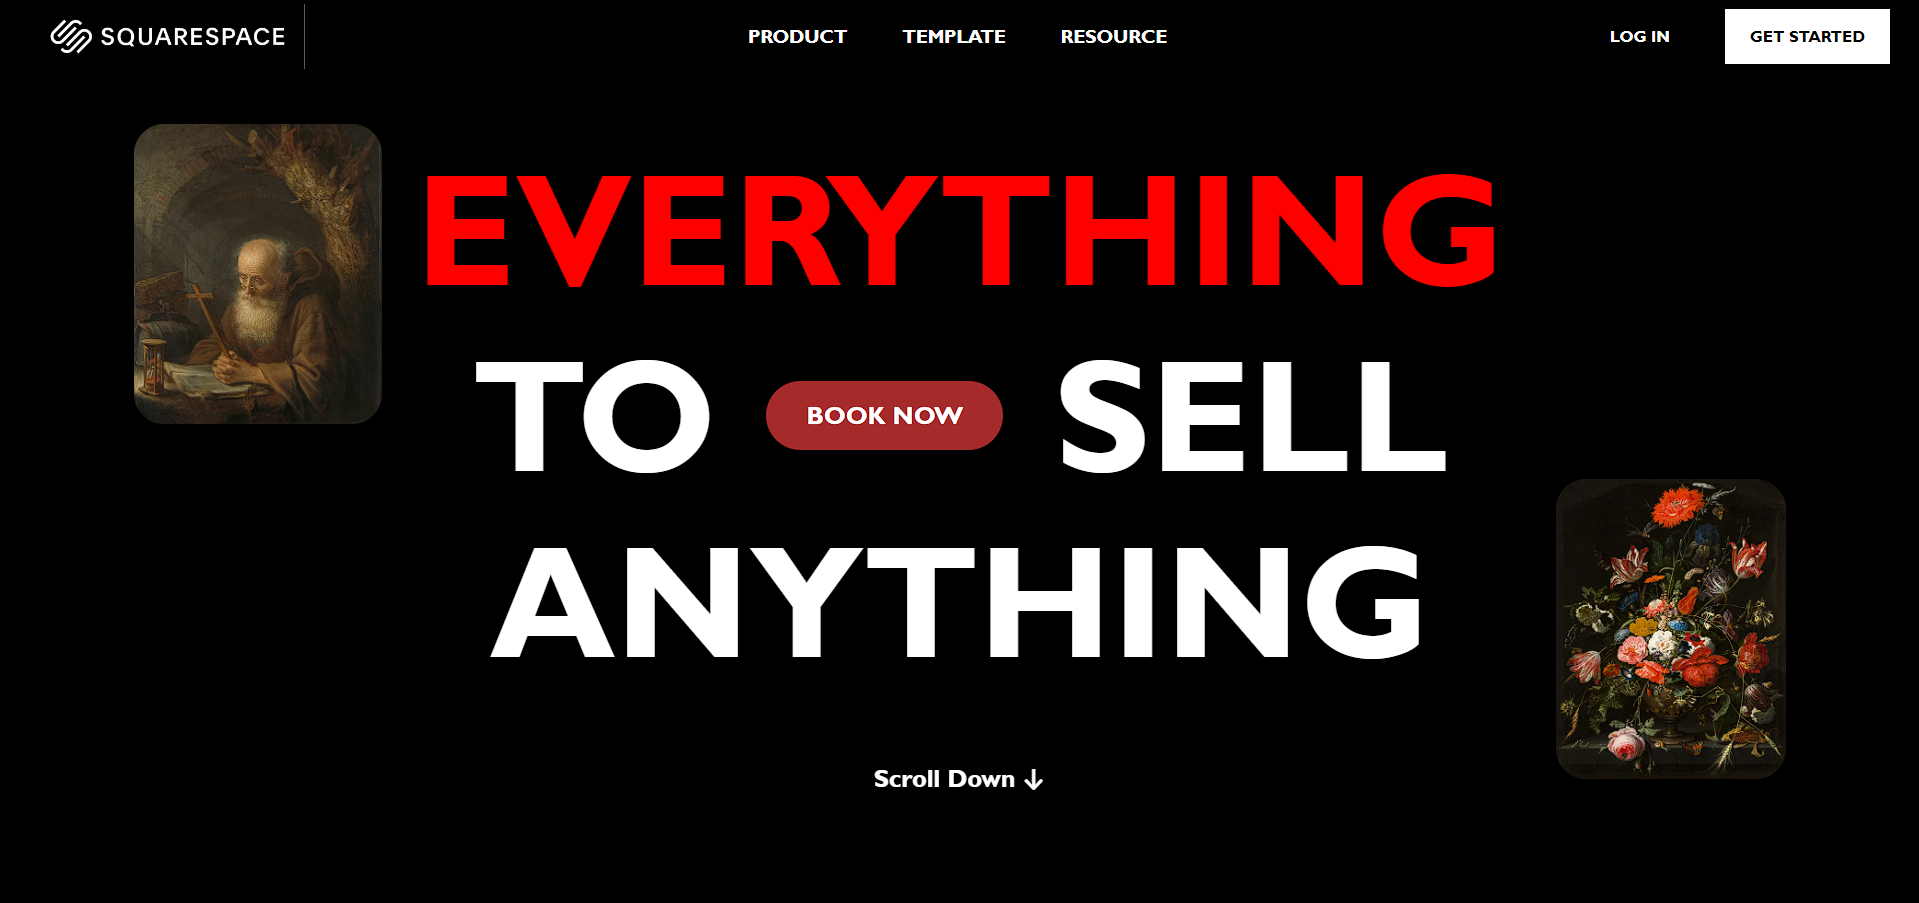 SQUARESPACE PRODUCT TEMPLATE RESOURCE LOG IN GET STARTED
EVERYTHING
TO BOOK NOW SELL
ANYTHING
Scroll Down ↓